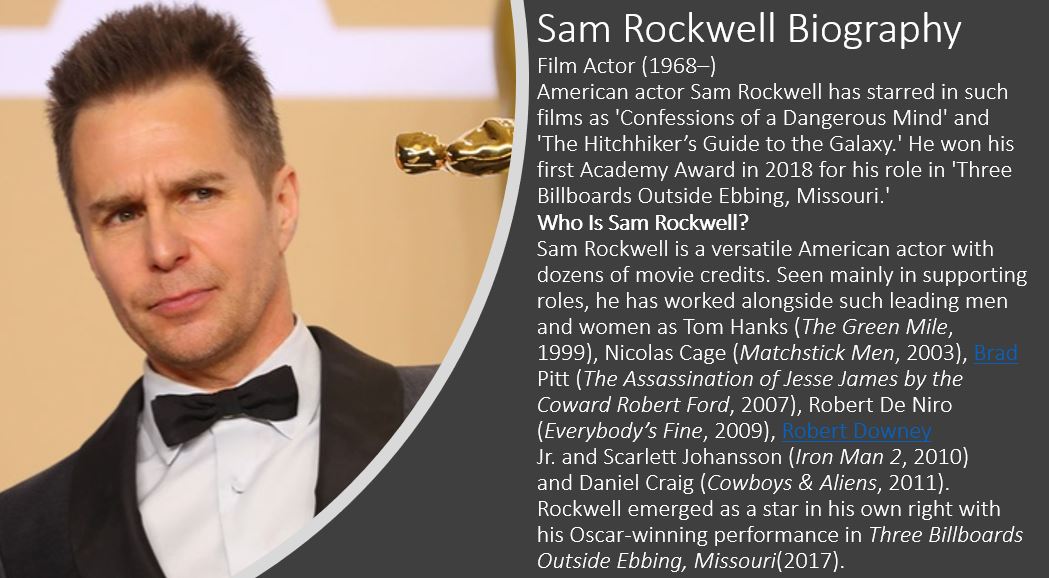 Sam Rockwell Biography
Film Actor (1968–)
American actor Sam Rockwell has starred in such
films as 'Confessions of a Dangerous Mind' and
'The Hitchhiker’s Guide to the Galaxy.' He won his
first Academy Award in 2018 for his role in 'Three
Billboards Outside Ebbing, Missouri.'
Who Is Sam Rockwell?
Sam Rockwell is a versatile American actor with
dozens of movie credits. Seen mainly in supporting
roles, he has worked alongside such leading men
and women as Tom Hanks (The Green Mile,
1999), Nicolas Cage (Matchstick Men, 2003), Brad
Pitt (The Assassination of Jesse James by the
Coward Robert Ford, 2007), Robert De Niro
(Everybody’s Fine, 2009), Robert Downey
Jr. and Scarlett Johansson (Iron Man 2, 2010)
and Daniel Craig (Cowboys & Aliens, 2011).
Rockwell emerged as a star in his own right with
his Oscar-winning performance in Three Billboards
Outside Ebbing, Missouri(2017).